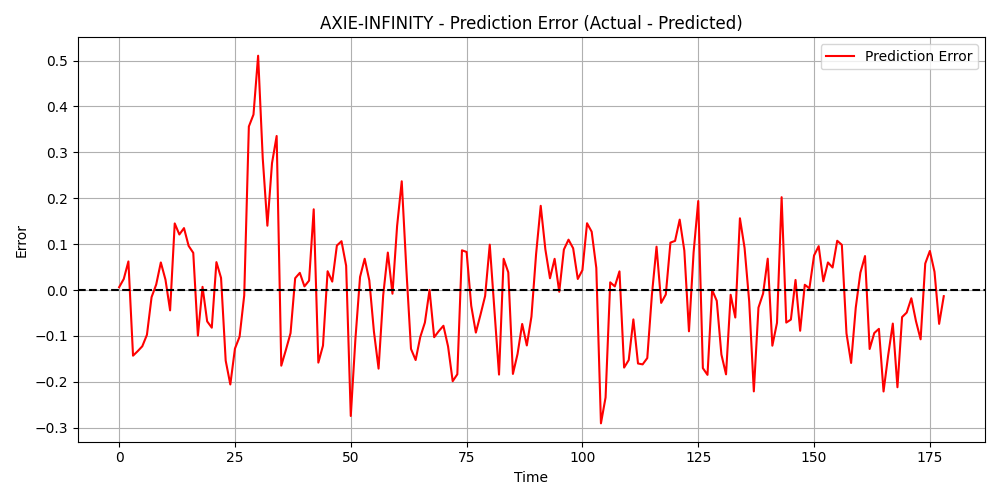 AXIE-INFINITY - Prediction Error (Actual - Predicted)
Prediction Error
Error
0.5
0.4
0.3
0.2
0.1
0.0
−0.1
−0.2
−0.3
0 25 50 75 100 125 150 175
Time